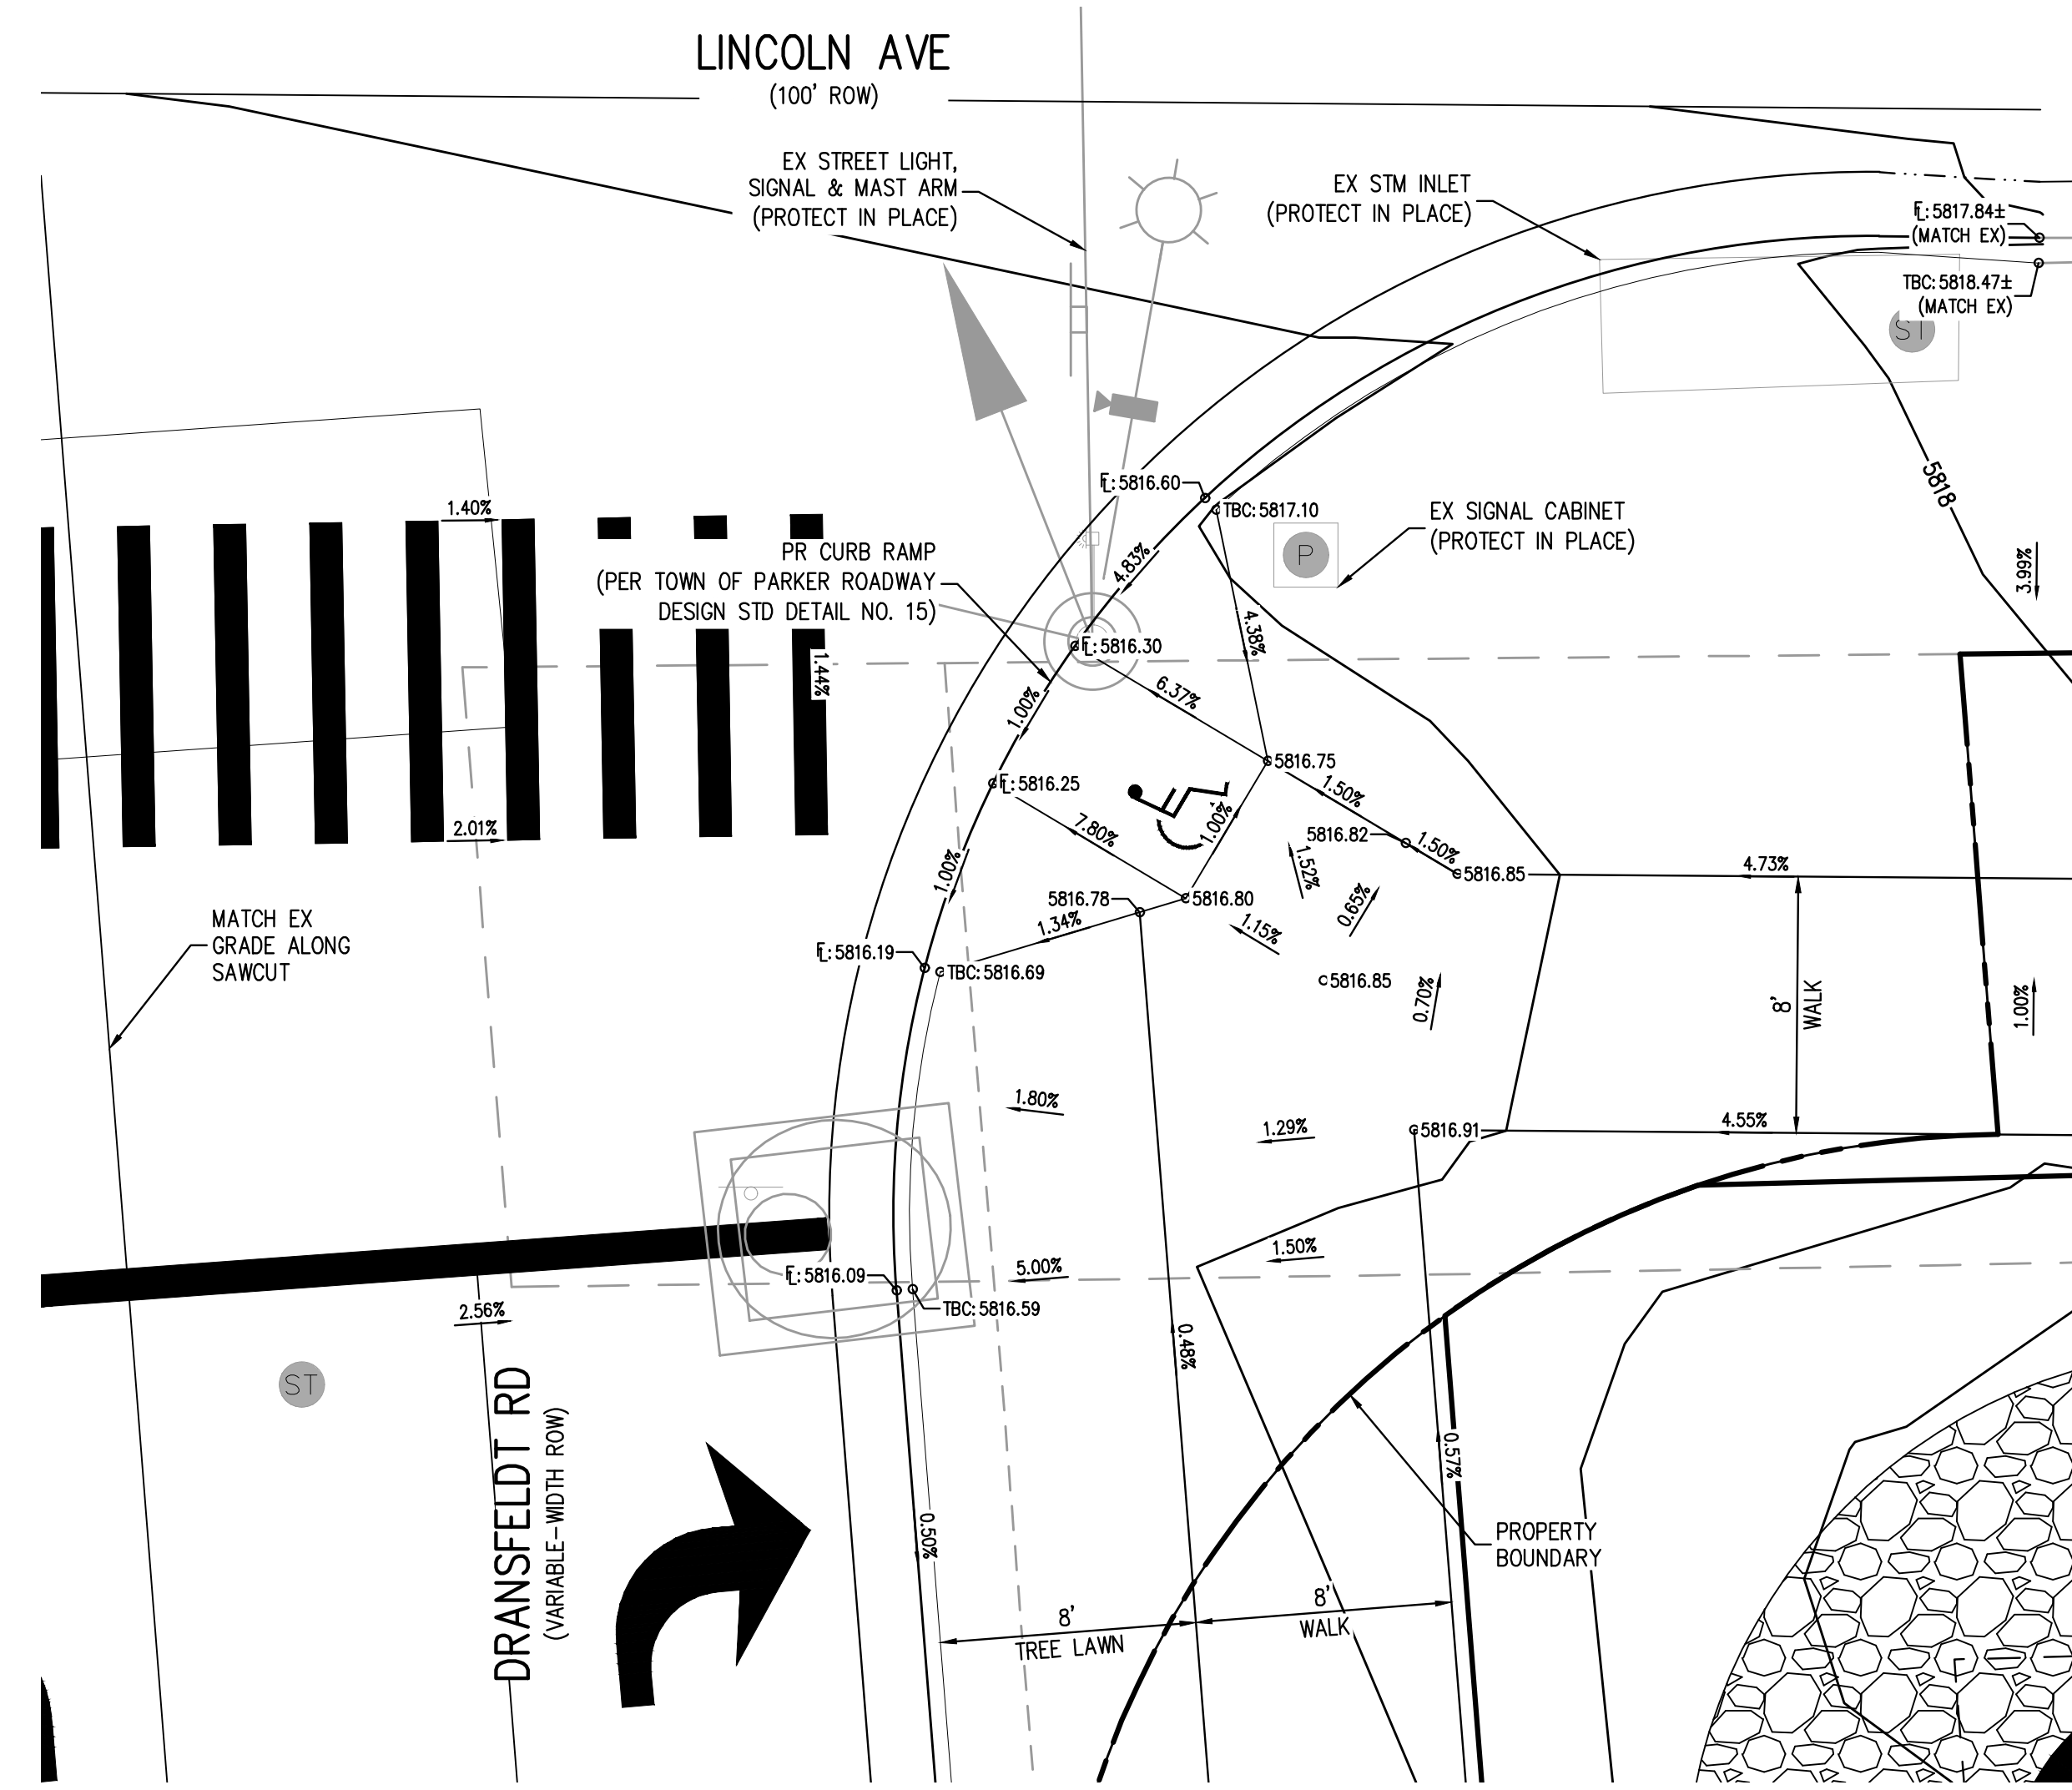 LINCOLN AVE
(100' ROW)
EX STREET LIGHT,
SIGNAL & MAST ARM
(PROTECT IN PLACE)
EX STM INLET
(PROTECT IN PLACE)
FL: 5817.84±
(MATCH EX)
TBC: 5818.47±
(MATCH EX)
ST
5818
FL: 5816.60
TBC: 5817.10
EX SIGNAL CABINET
(PROTECT IN PLACE)
P
1.40%
PR CURB RAMP
(PER TOWN OF PARKER ROADWAY
DESIGN STD DETAIL NO. 15)
4.83%
4.38%
3.99%
FL: 5816.30
1.44%
6.37%
1.00%
5816.75
FL: 5816.25
1.50%
7.80%
1.00%
2.01%
5816.82
1.50%
1.52%
5816.85
4.73%
1.00%
5816.78
5816.80
0.65%
1.34%
1.15%
MATCH EX
GRADE ALONG
SAWCUT
FL: 5816.19
TBC: 5816.69
5816.85
0.70%
8'
WALK
1.00%
1.80%
1.29%
5816.91
4.55%
1.50%
5.00%
FL: 5816.09
TBC: 5816.59
2.56%
0.48%
ST
0.57%
DRANSFELDT RD
(VARIABLE-WIDTH ROW)
0.50%
PROPERTY
BOUNDARY
8'
TREE LAWN
8'
WALK